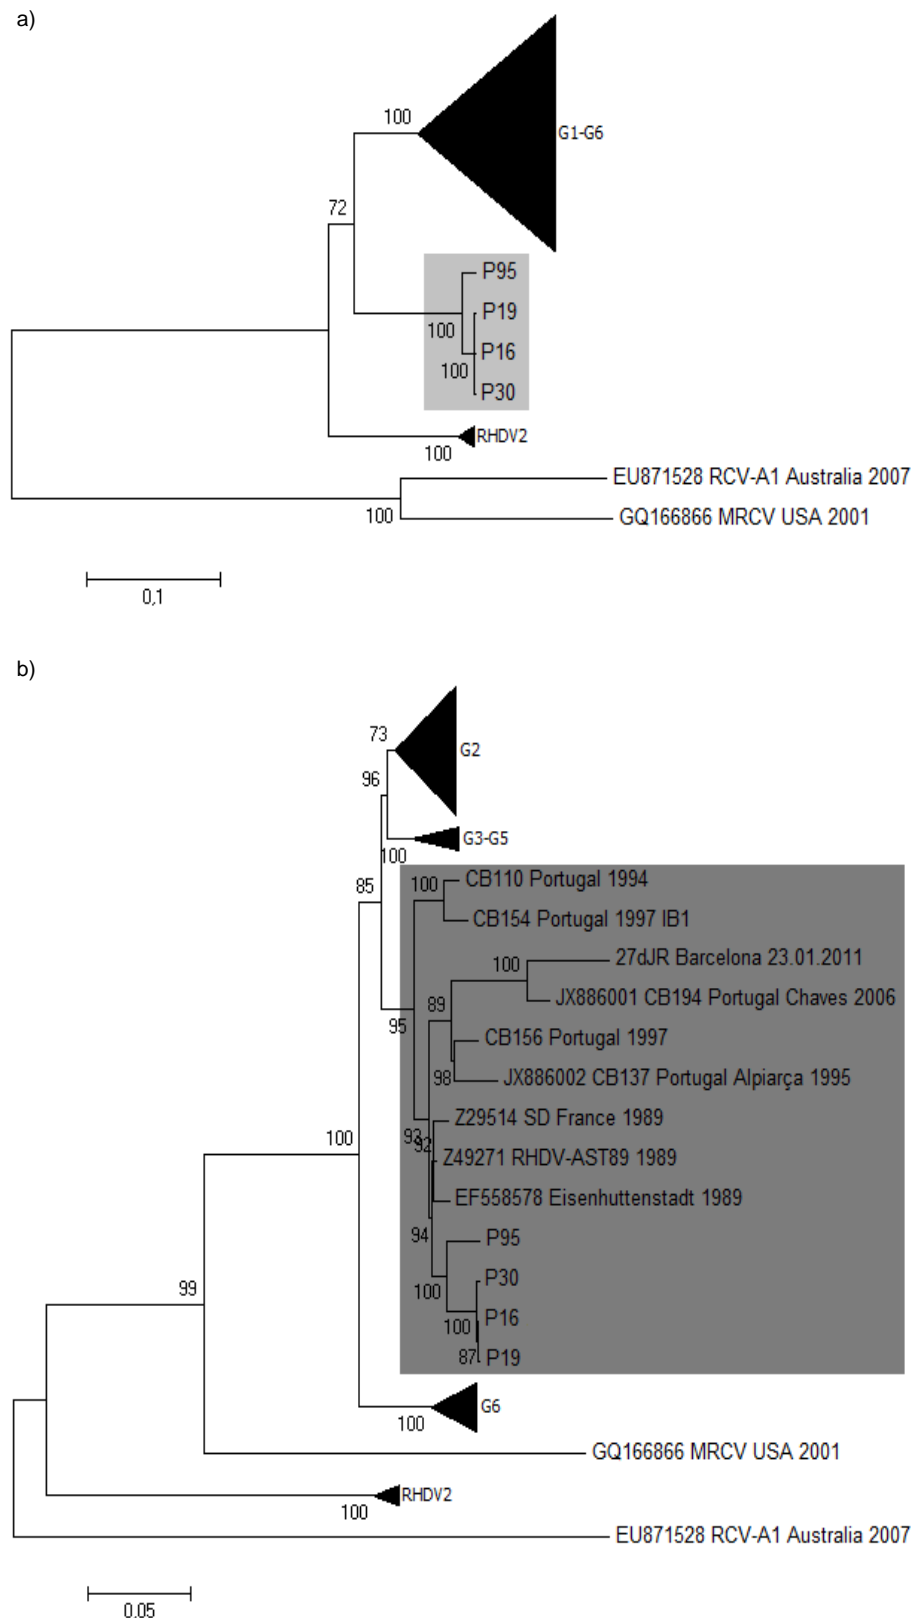 a)
100
G1-G6
72
P95
P19
100
P16
100
P30
RHDV2
100
EU871528 RCV-A1 Australia 2007
100
GQ166866 MRCV USA 2001
0,1
b)
73
G2
96
G3-G5
100
85
100
CB110 Portugal 1994
CB154 Portugal 1997 IB1
27dJR Barcelona 23.01.2011
100
JX886001 CB194 Portugal Chaves 2006
89
95
CB156 Portugal 1997
98
JX886002 CB137 Portugal Alpiarça 1995
Z29514 SD France 1989
93
92
100
Z49271 RHDV-AST89 1989
EF558578 Eisenhuttenstadt 1989
94
P95
P30
100
99
P16
100
87
P19
G6
100
GQ166866 MRCV USA 2001
RHDV2
100
EU871528 RCV-A1 Australia 2007
0.05